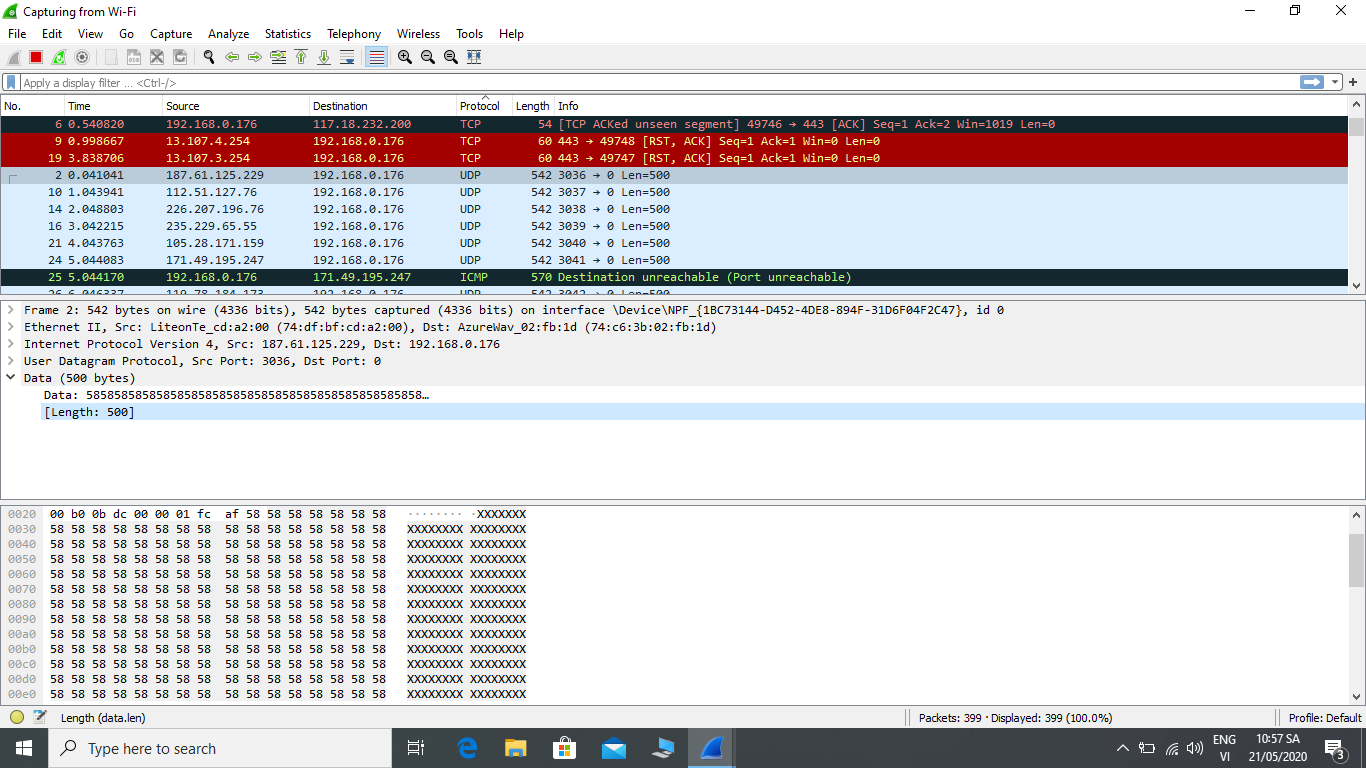 Capturing from Wi-Fi
File Edit View Go Capture Analyze Statistics Telephony Wireless Tools Help
Apply a display filter ... <Ctrl-/>
No. Time Source Destination Protocol Length Info
6 0.540820 192.168.0.176 117.18.232.200 TCP 54 [TCP ACKed unseen segment] 49746 → 443 [ACK] Seq=1 Ack=2 Win=1019 Len=0
9 0.998667 13.107.4.254 192.168.0.176 TCP 60 443 → 49748 [RST, ACK] Seq=1 Ack=1 Win=0 Len=0
19 3.838706 13.107.3.254 192.168.0.176 TCP 60 443 → 49747 [RST, ACK] Seq=1 Ack=1 Win=0 Len=0
2 0.041041 187.61.125.229 192.168.0.176 UDP 542 3036 → 0 Len=500
10 1.043941 112.51.127.76 192.168.0.176 UDP 542 3037 → 0 Len=500
14 2.048803 226.207.196.76 192.168.0.176 UDP 542 3038 → 0 Len=500
16 3.042215 235.229.65.55 192.168.0.176 UDP 542 3039 → 0 Len=500
21 4.043763 105.28.171.159 192.168.0.176 UDP 542 3040 → 0 Len=500
24 5.044083 171.49.195.247 192.168.0.176 UDP 542 3041 → 0 Len=500
25 5.044170 192.168.0.176 171.49.195.247 ICMP 570 Destination unreachable (Port unreachable)
Frame 2: 542 bytes on wire (4336 bits), 542 bytes captured (4336 bits) on interface \Device\NPF_{1BC73144-D452-4DE8-894F-31D6F04F2C47}, id 0
Ethernet II, Src: LiteonTe_cd:a2:00 (74:df:bf:cd:a2:00), Dst: AzureWav_02:fb:1d (74:c6:3b:02:fb:1d)
Internet Protocol Version 4, Src: 187.61.125.229, Dst: 192.168.0.176
User Datagram Protocol, Src Port: 3036, Dst Port: 0
Data (500 bytes)
Data: 585858585858585858585858585858585858585858585858…
[Length: 500]
0020 00 b0 0b dc 00 00 01 fc af 58 58 58 58 58 58 58 ········ ·XXXXXXX
0030 58 58 58 58 58 58 58 58 58 58 58 58 58 58 58 58 XXXXXXXX XXXXXXXX
0040 58 58 58 58 58 58 58 58 58 58 58 58 58 58 58 58 XXXXXXXX XXXXXXXX
0050 58 58 58 58 58 58 58 58 58 58 58 58 58 58 58 58 XXXXXXXX XXXXXXXX
0060 58 58 58 58 58 58 58 58 58 58 58 58 58 58 58 58 XXXXXXXX XXXXXXXX
0070 58 58 58 58 58 58 58 58 58 58 58 58 58 58 58 58 XXXXXXXX XXXXXXXX
0080 58 58 58 58 58 58 58 58 58 58 58 58 58 58 58 58 XXXXXXXX XXXXXXXX
0090 58 58 58 58 58 58 58 58 58 58 58 58 58 58 58 58 XXXXXXXX XXXXXXXX
00a0 58 58 58 58 58 58 58 58 58 58 58 58 58 58 58 58 XXXXXXXX XXXXXXXX
00b0 58 58 58 58 58 58 58 58 58 58 58 58 58 58 58 58 XXXXXXXX XXXXXXXX
00c0 58 58 58 58 58 58 58 58 58 58 58 58 58 58 58 58 XXXXXXXX XXXXXXXX
00d0 58 58 58 58 58 58 58 58 58 58 58 58 58 58 58 58 XXXXXXXX XXXXXXXX
00e0 58 58 58 58 58 58 58 58 58 58 58 58 58 58 58 58 XXXXXXXX XXXXXXXX
Length (data.len) Packets: 399 · Displayed: 399 (100.0%) Profile: Default
Type here to search
ENG 10:57 SA
VI 21/05/2020 3